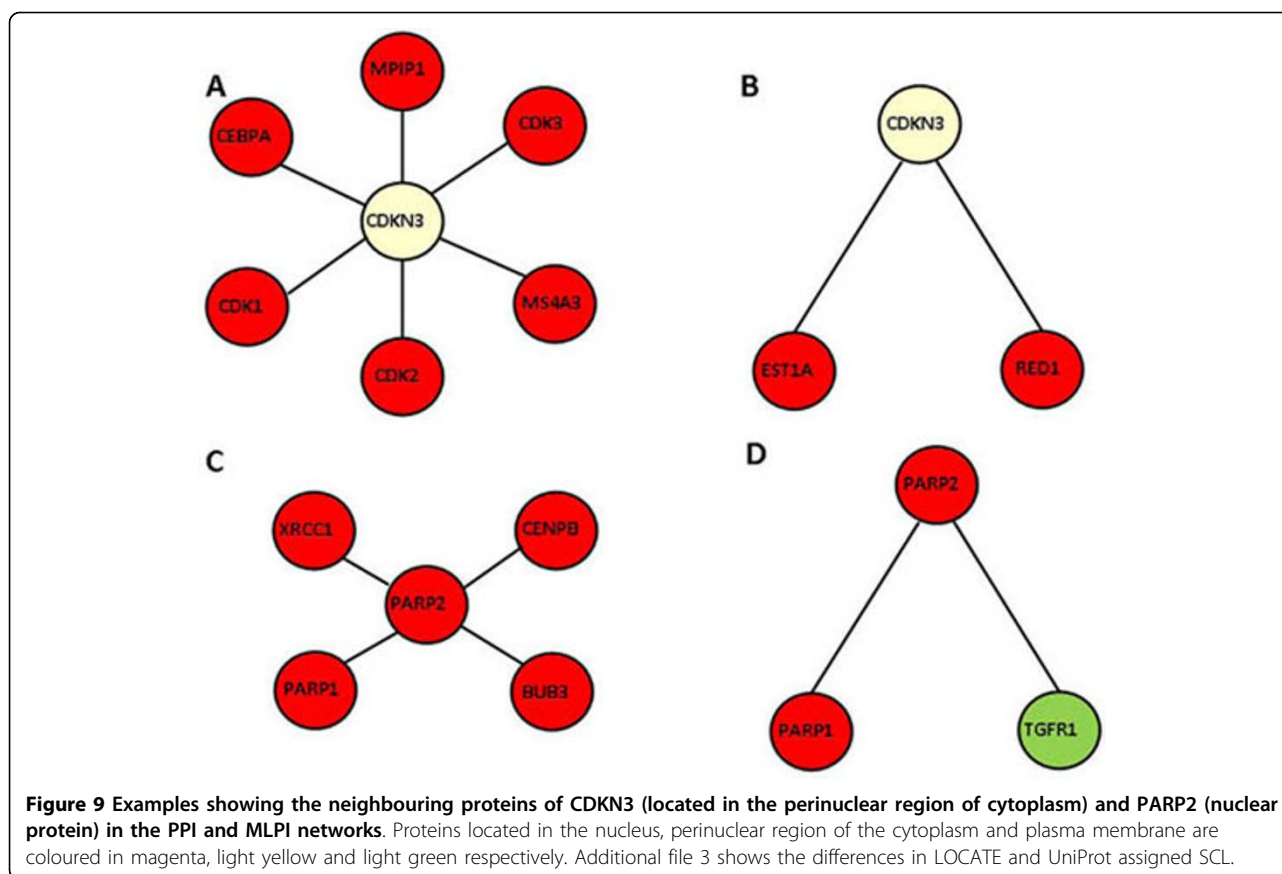 A
MPIP1
CEBPA
CDK3
CDKN3
CDK1
MS4A3
CDK2
B
CDKN3
EST1A
RED1
C
XRCC1
CENPB
PARP2
PARP1
BUB3
D
PARP2
PARP1
TGFR1
Figure 9 Examples showing the neighbouring proteins of CDKN3 (located in the perinuclear region of cytoplasm) and PARP2 (nuclear
protein) in the PPI and MLPI networks. Proteins located in the nucleus, perinuclear region of the cytoplasm and plasma membrane are
coloured in magenta, light yellow and light green respectively. Additional file 3 shows the differences in LOCATE and UniProt assigned SCL.